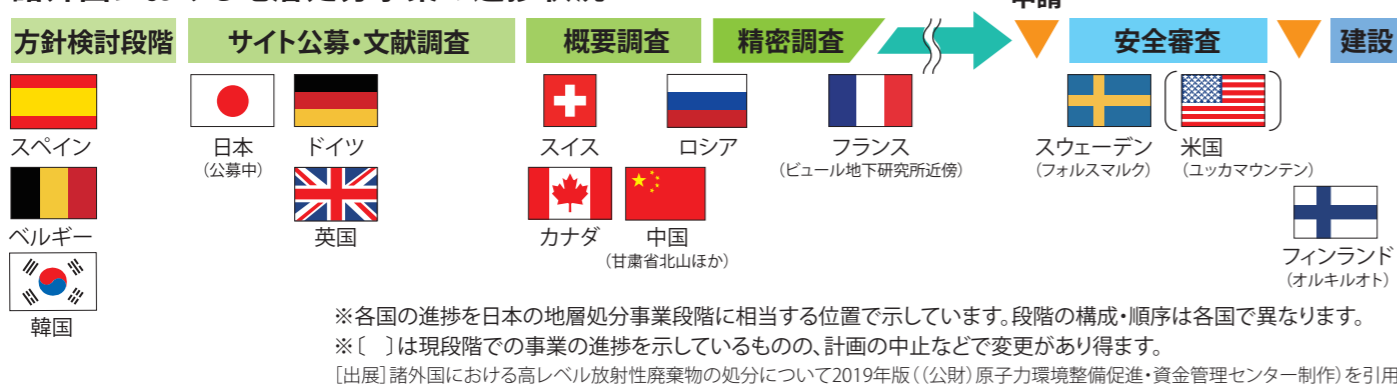 方針検討段階
サイト公募・文献調査
概要調査
精密調査
安全審査
建設
スペイン
日本
(公募中)
ドイツ
スイス
ロシア
フランス
(ビュール地下研究所近傍)
スウェーデン
(フォルスマルク)
米国
(ユッカマウンテン)
ベルギー
英国
カナダ
中国
(甘粛省北山ほか)
フィンランド
(オルキルオト)
韓国
※各国の進捗を日本の地層処分事業段階に相当する位置で示しています。段階の構成・順序は各国で異なります。
※〔　〕は現段階での事業の進捗を示しているものの、計画の中止などで変更があり得ます。
[出展]諸外国における高レベル放射性廃棄物の処分について2019年版((公財)原子力環境整備促進・資金管理センター制作)を引用